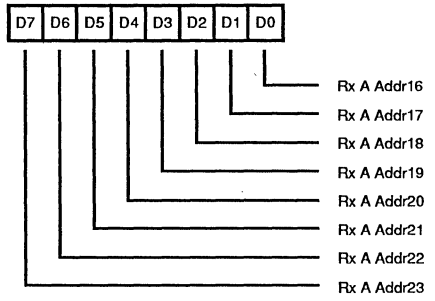 D7 D6 D5 D4 D3 D2 D1 D0
Rx A Addr16
Rx A Addr17
Rx A Addr18
Rx A Addr19
Rx A Addr20
Rx A Addr21
Rx A Addr22
Rx A Addr23